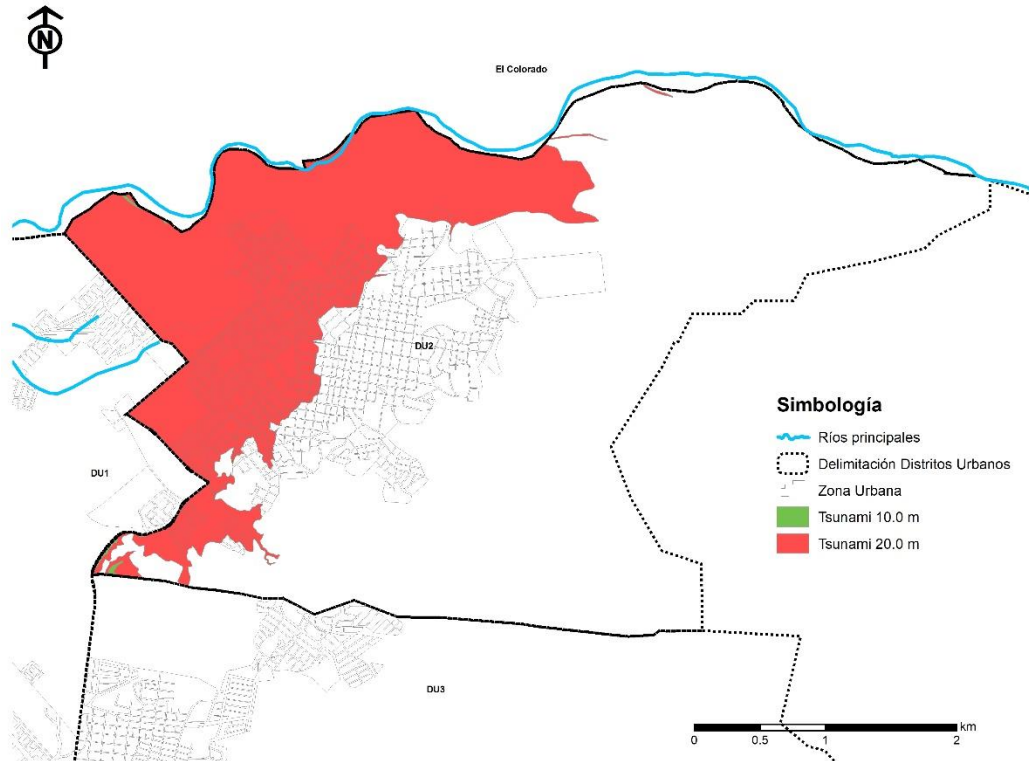 N
El Colorado
DU2
DU1
DU3
Simbología
Ríos principales
Delimitación Distritos Urbanos
Zona Urbana
Tsunami 10.0 m
Tsunami 20.0 m
km
0 0.5 1 2